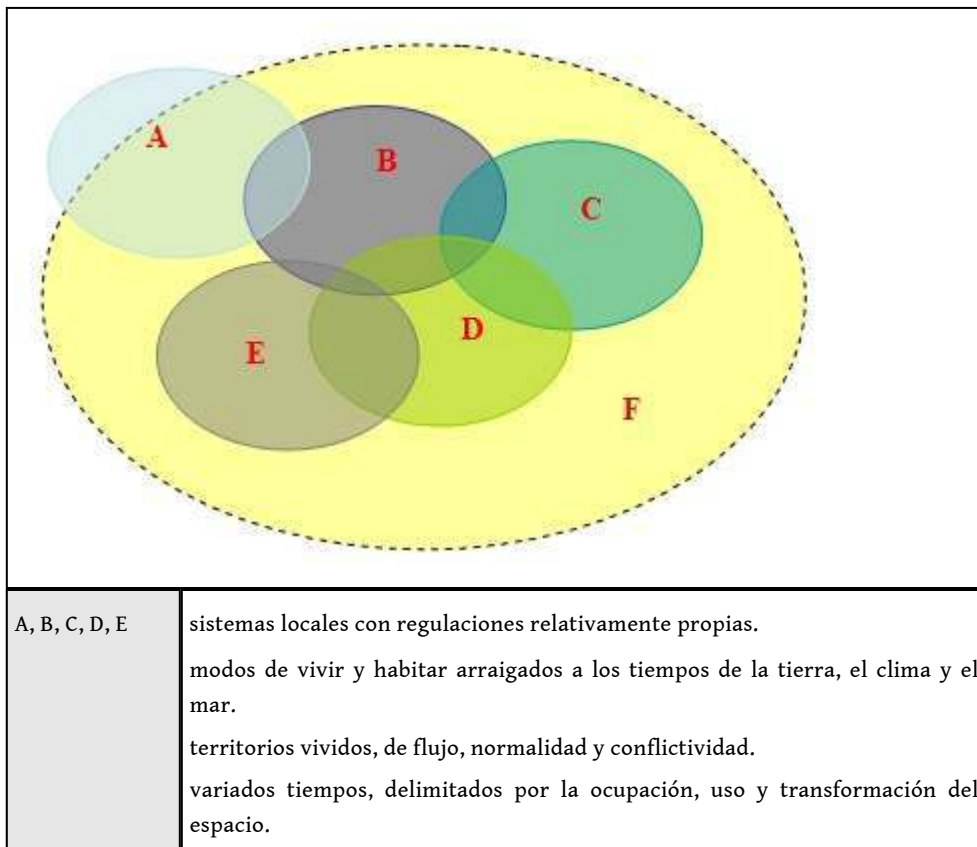 A
B
C
D
E
F
A, B, C, D, E
sistemas locales con regulaciones relativamente propias.
modos de vivir y habitar arraigados a los tiempos de la tierra, el clima y el
mar.
territorios vividos, de flujo, normalidad y conflictividad.
variados tiempos, delimitados por la ocupación, uso y transformación del
espacio.